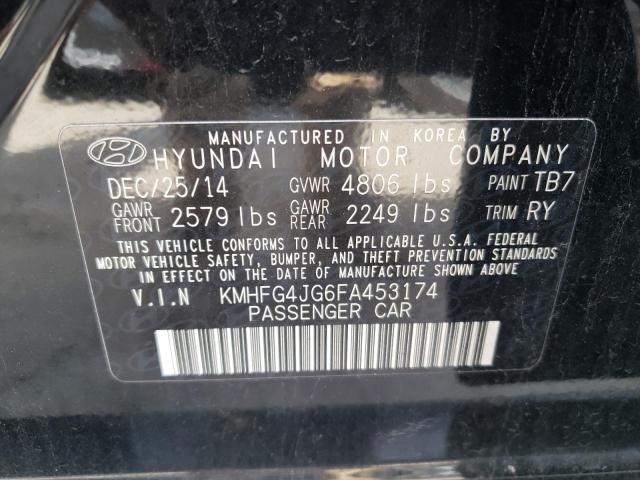 MANUFACTURED IN KOREA BY
HYUNDAI MOTOR COMPANY
DEC/25/14 GVWR 4806 lbs PAINT TB7
GAWR FRONT 2579 lbs GAWR REAR 2249 lbs TRIM RY
THIS VEHICLE CONFORMS TO ALL APPLICABLE U.S.A. FEDERAL
MOTOR VEHICLE SAFETY, BUMPER, AND THEFT PREVENTION STANDARDS
IN EFFECT ON THE DATE OF MANUFACTURE SHOWN ABOVE.
V.I.N KMHFG4JG6FA453174
PASSENGER CAR